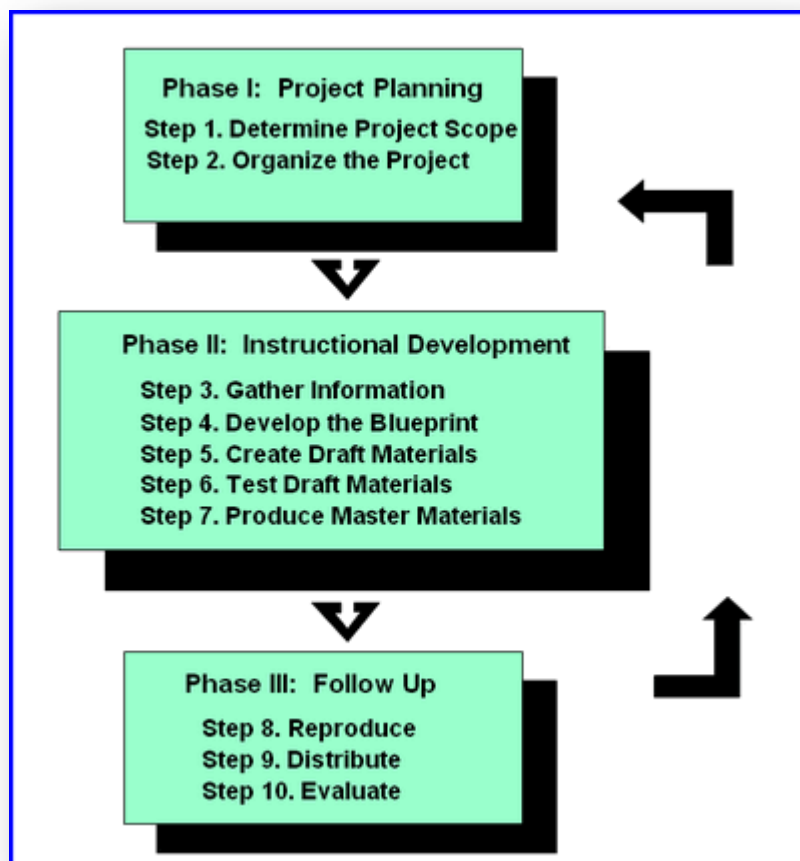 Phase I: Project Planning
Step 1. Determine Project Scope
Step 2. Organize the Project
Phase II: Instructional Development
Step 3. Gather Information
Step 4. Develop the Blueprint
Step 5. Create Draft Materials
Step 6. Test Draft Materials
Step 7. Produce Master Materials
Phase III: Follow Up
Step 8. Reproduce
Step 9. Distribute
Step 10. Evaluate